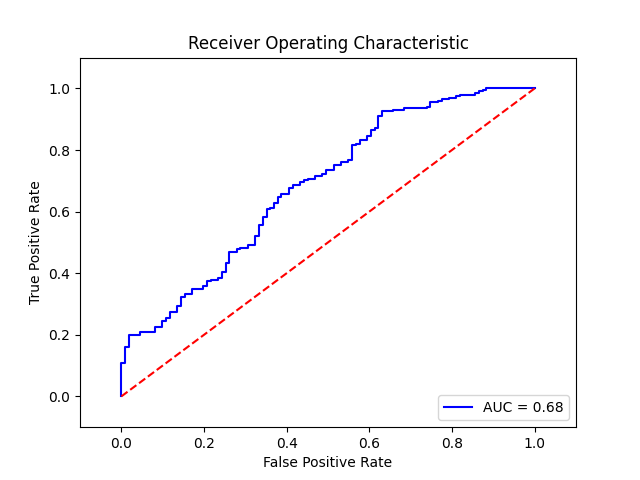 Receiver Operating Characteristic
True Positive Rate
1.0
0.8
0.6
0.4
0.2
0.0
AUC = 0.68
0.0 0.2 0.4 0.6 0.8 1.0
False Positive Rate